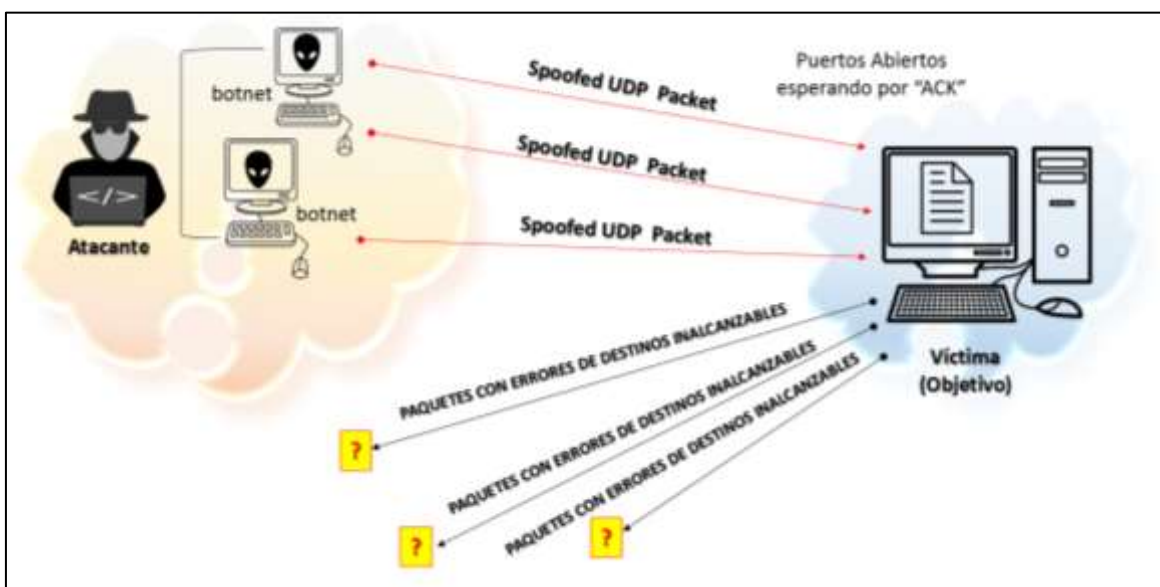 botnet
botnet
</>
Atacante
Spoofed UDP Packet
Spoofed UDP Packet
Spoofed UDP Packet
Puertos Abiertos
esperando por “ACK”
Víctima
(Objetivo)
PAQUETES CON ERRORES DE DESTINOS INALCANZABLES
PAQUETES CON ERRORES DE DESTINOS INALCANZABLES
PAQUETES CON ERRORES DE DESTINOS INALCANZABLES
?
?
?